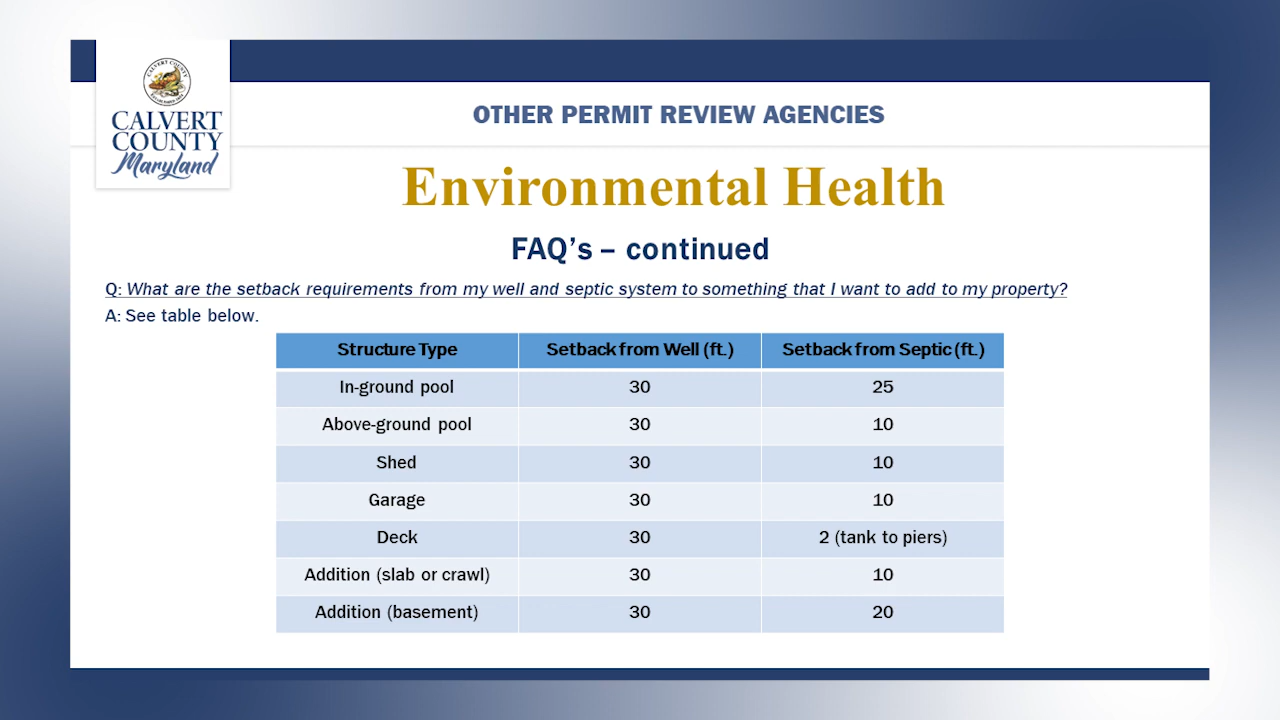 CALVERT COUNTY
CALVERT
COUNTY
Maryland
OTHER PERMIT REVIEW AGENCIES
Environmental Health
FAQ's – continued
Q: What are the setback requirements from my well and septic system to something that I want to add to my property?
A: See table below.
Structure Type Setback from Well (ft.) Setback from Septic (ft.)
In-ground pool 30 25
Above-ground pool 30 10
Shed 30 10
Garage 30 10
Deck 30 2 (tank to piers)
Addition (slab or crawl) 30 10
Addition (basement) 30 20